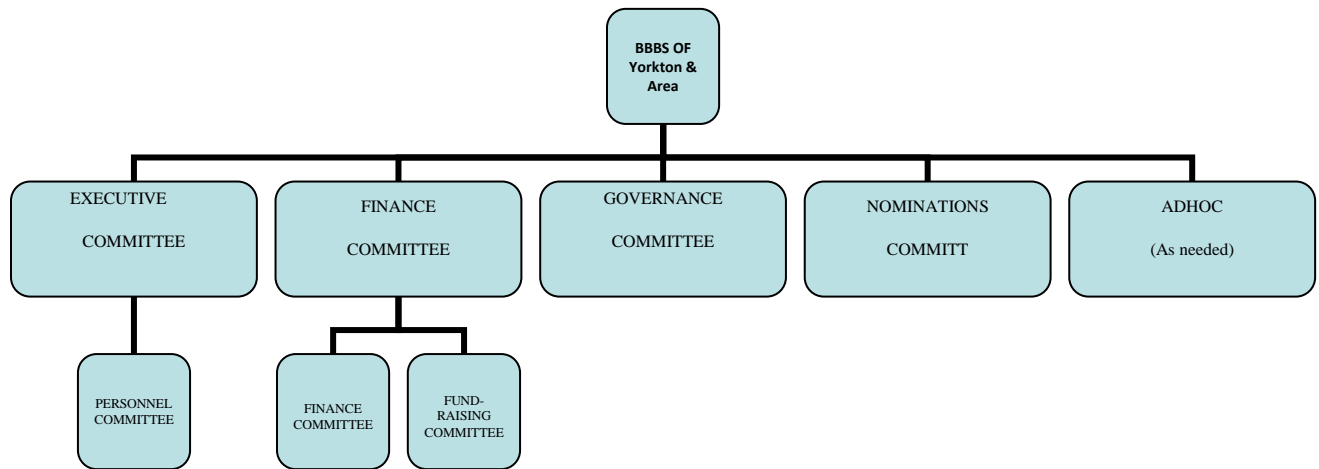 BBBS OF
Yorkton &
Area
EXECUTIVE
COMMITTEE
FINANCE
COMMITTEE
GOVERNANCE
COMMITTEE
NOMINATIONS
COMMITT
ADHOC
(As needed)
PERSONNEL
COMMITTEE
FINANCE
COMMITTEE
FUND-
RAISING
COMMITTEE